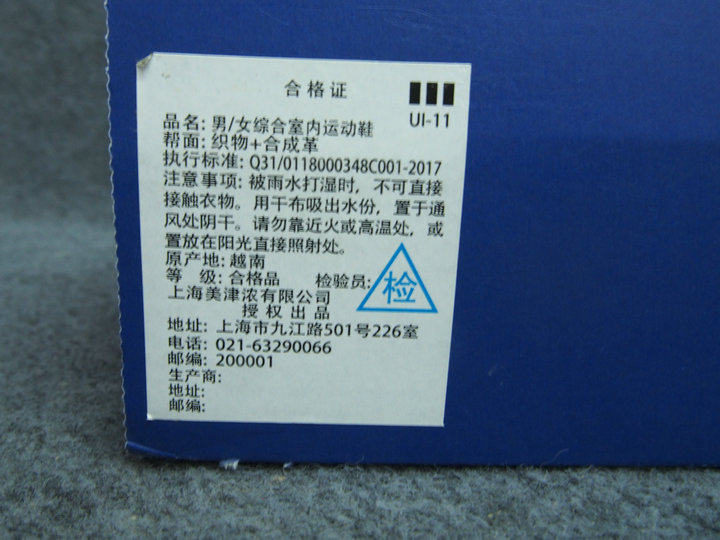 合格证
UI-11
品名: 男/女综合室内运动鞋
帮面: 织物+合成革
执行标准: Q31/0118000348C001-2017
注意事项: 被雨水打湿时，不可直接
接触衣物。用干布吸出水份，置于通
风处阴干。请勿靠近火或高温处，或
置放在阳光直接照射处。
原产地: 越南
等 级: 合格品 检验员: 检
上海美津浓有限公司
授权出品
地址: 上海市九江路501号226室
电话: 021-63290066
邮编: 200001
生产商:
地址:
邮编: